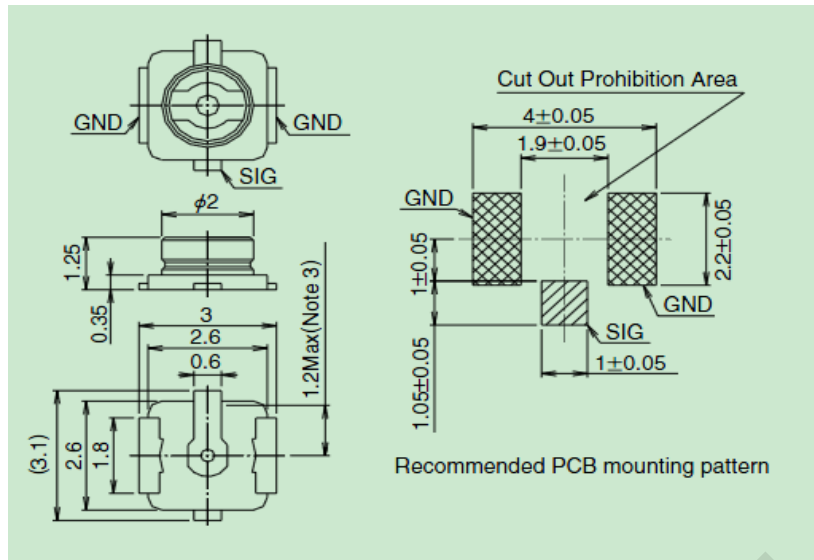 GND
GND
SIG
ϕ2
1.25
0.35
3
2.6
0.6
1.2Max(Note 3)
(3.1)
2.6
1.8
Cut Out Prohibition Area
4±0.05
1.9±0.05
GND
1±0.05
2.2±0.05
GND
SIG
1.05±0.05
1±0.05
Recommended PCB mounting pattern